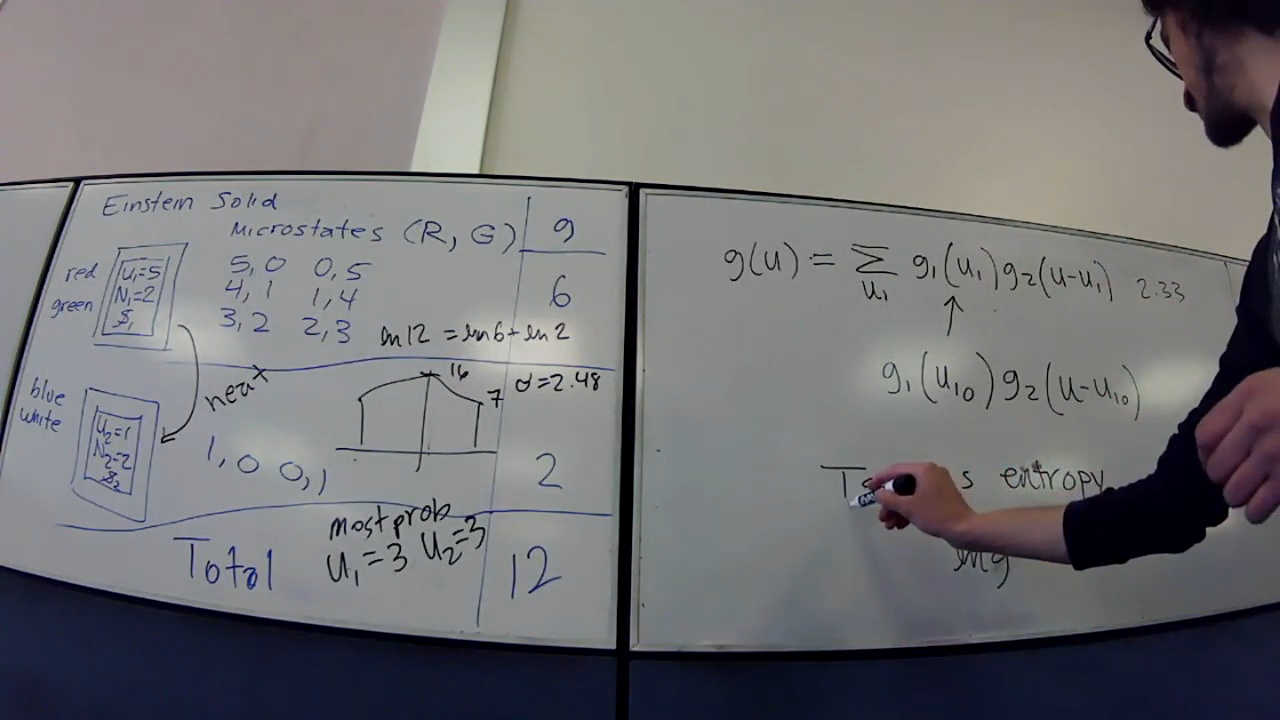 Einstein Solid
Microstates (R, G) g
red
green
U₁=5
N₁=2
S₁
5,0 0,5
4,1 1,4
3,2 2,3
6
ln 12 = ln 6 + ln 2
heat
16
7
σ=2.48
blue
white
U₂=1
N₂=2
S₂
1,0 0,1
2
most prob
U₁=3 U₂=3
Total
12
g(u) = Σ g₁(u₁) g₂(u-u₁) 2.33
u₁
g₁(u₁₀) g₂(u-u₁₀)
entropy
ln g